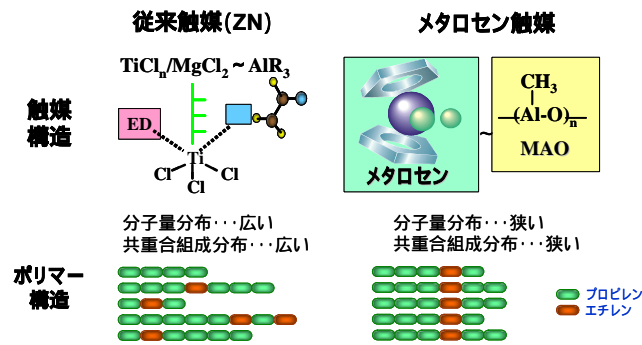 従来触媒(ZN)
メタロセン触媒
TiCln/MgCl2~AlR3
触媒
構造
ED
Ti
Cl
Cl
Cl
メタロセン
~
CH3
(Al-O)n
MAO
分子量分布･･･広い
共重合組成分布･･･広い
分子量分布･･･狭い
共重合組成分布･･･狭い
ポリマー
構造
プロピレン
エチレン